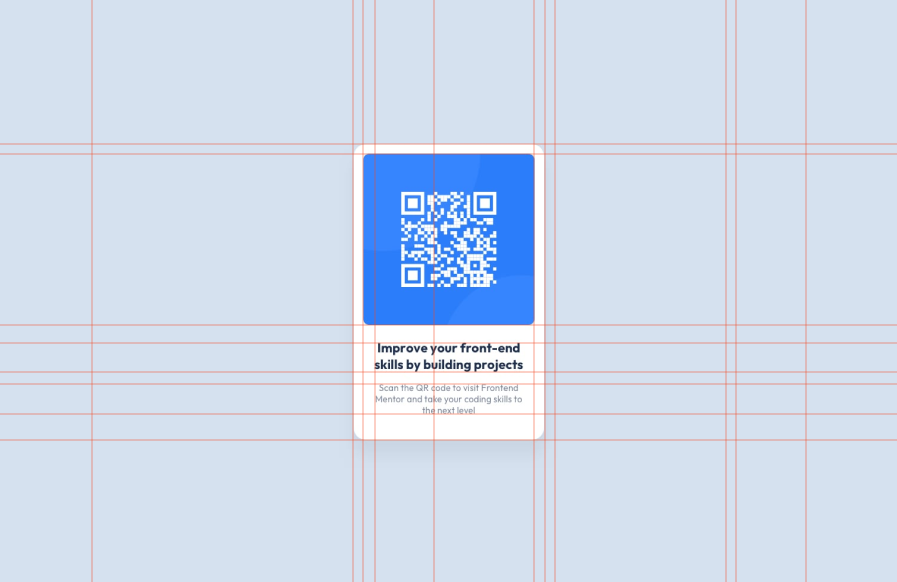 Improve your front-end
skills by building projects
Scan the QR code to visit Frontend
Mentor and take your coding skills to
the next level